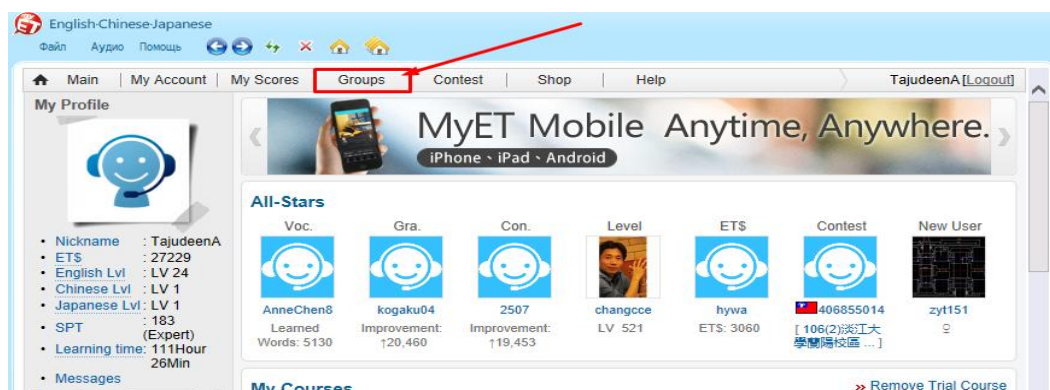 English-Chinese-Japanese
Файл Аудио Помощь
Main My Account My Scores Groups Contest Shop Help TajudeenA [Logout]
My Profile
MyET Mobile Anytime, Anywhere.
iPhone、iPad、Android
Nickname : TajudeenA
ET$ : 27229
English Lvl : LV 24
Chinese Lvl : LV 1
Japanese Lvl : LV 1
SPT : 183 (Expert)
Learning time : 111Hour 26Min
Messages
All-Stars
Voc. Gra. Con. Level ET$ Contest New User
AnneChen8 kogaku04 2507 changcce hywa 406855014 zyt151
Learned Improvement: Improvement: LV 521 ET$: 3060 [ 106(2)淡江大 ♀
Words: 5130 ↑20,460 ↑19,453 學蘭陽校區 ... ]
My Courses » Remove Trial Course